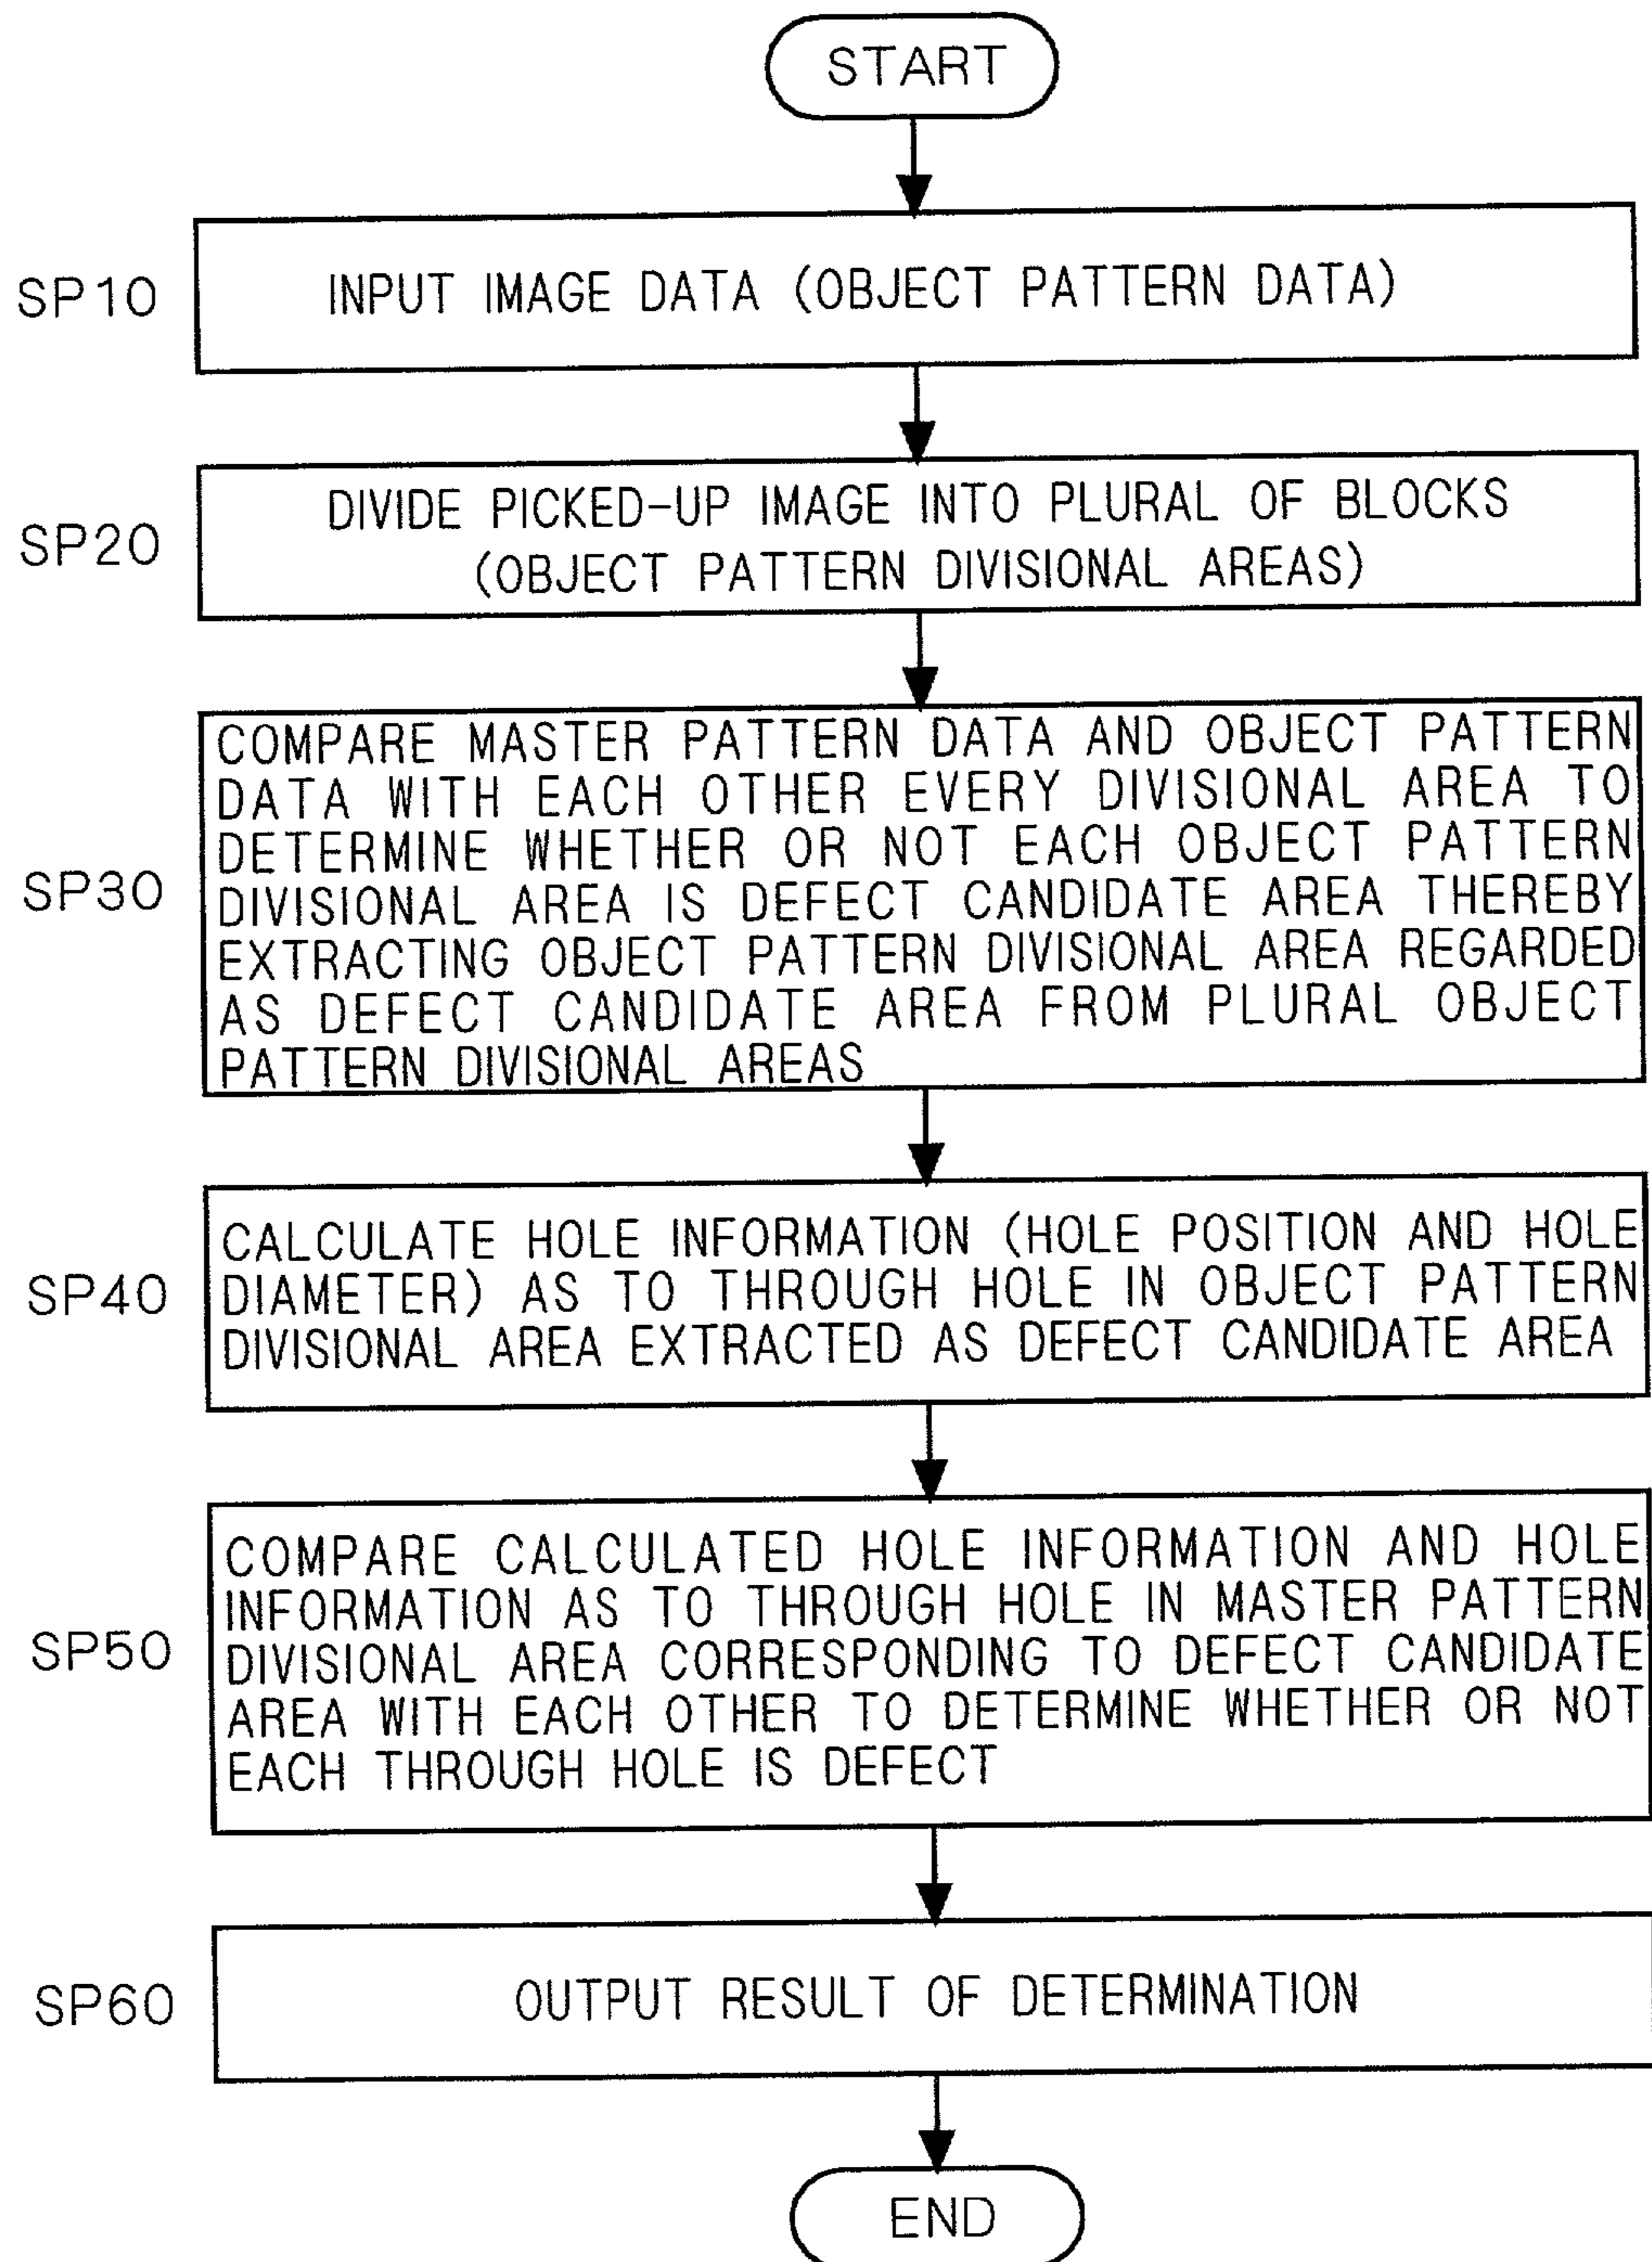 START
SP10
INPUT IMAGE DATA (OBJECT PATTERN DATA)
SP20
DIVIDE PICKED-UP IMAGE INTO PLURAL OF BLOCKS
(OBJECT PATTERN DIVISIONAL AREAS)
SP30
COMPARE MASTER PATTERN DATA AND OBJECT PATTERN
DATA WITH EACH OTHER EVERY DIVISIONAL AREA TO
DETERMINE WHETHER OR NOT EACH OBJECT PATTERN
DIVISIONAL AREA IS DEFECT CANDIDATE AREA THEREBY
EXTRACTING OBJECT PATTERN DIVISIONAL AREA REGARDED
AS DEFECT CANDIDATE AREA FROM PLURAL OBJECT
PATTERN DIVISIONAL AREAS
SP40
CALCULATE HOLE INFORMATION (HOLE POSITION AND HOLE
DIAMETER) AS TO THROUGH HOLE IN OBJECT PATTERN
DIVISIONAL AREA EXTRACTED AS DEFECT CANDIDATE AREA
SP50
COMPARE CALCULATED HOLE INFORMATION AND HOLE
INFORMATION AS TO THROUGH HOLE IN MASTER PATTERN
DIVISIONAL AREA CORRESPONDING TO DEFECT CANDIDATE
AREA WITH EACH OTHER TO DETERMINE WHETHER OR NOT
EACH THROUGH HOLE IS DEFECT
SP60
OUTPUT RESULT OF DETERMINATION
END